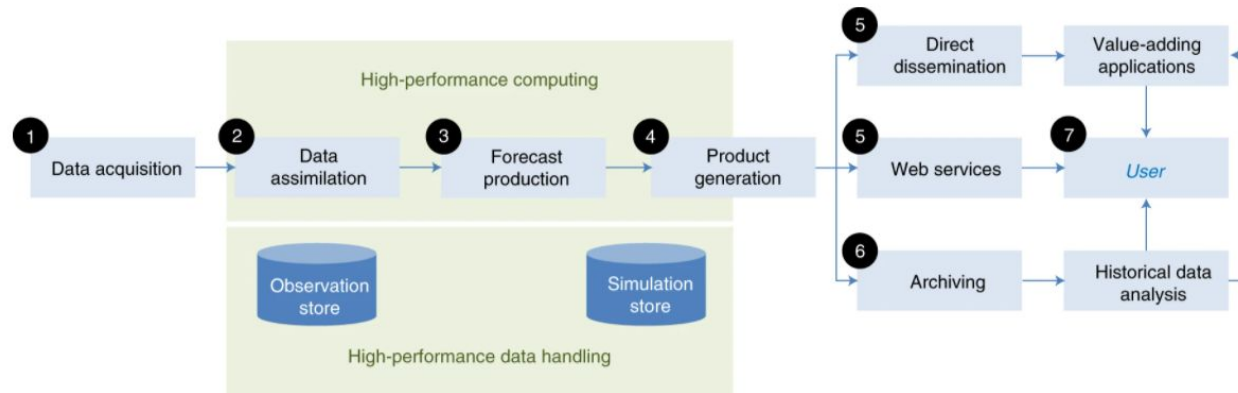 5
Direct
dissemination
Value-adding
applications
High-performance computing
1
Data acquisition
2
Data
assimilation
3
Forecast
production
4
Product
generation
5
Web services
7
User
6
Archiving
Historical data
analysis
Observation
store
Simulation
store
High-performance data handling